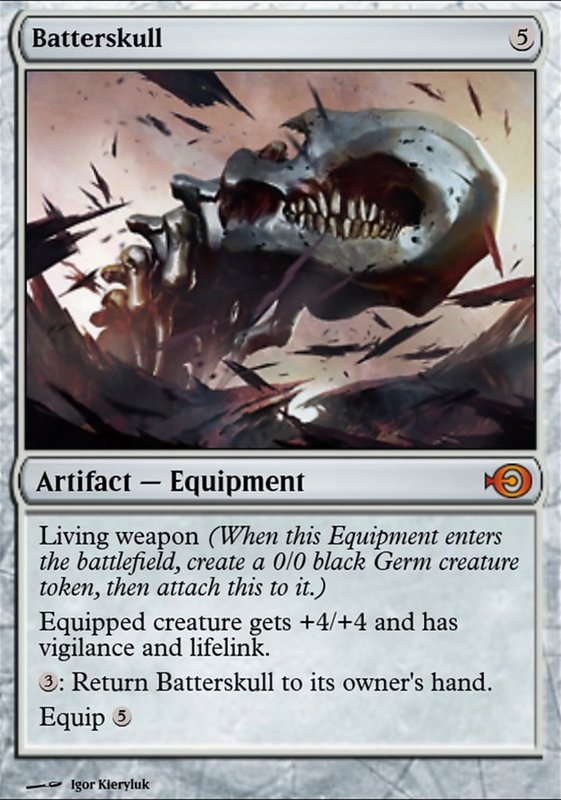 Batterskull 5
Artifact — Equipment
Living weapon (When this Equipment enters
the battlefield, create a 0/0 black Germ creature
token, then attach this to it.)
Equipped creature gets +4/+4 and has
vigilance and lifelink.
3: Return Batterskull to its owner's hand.
Equip 5
Igor Kieryluk